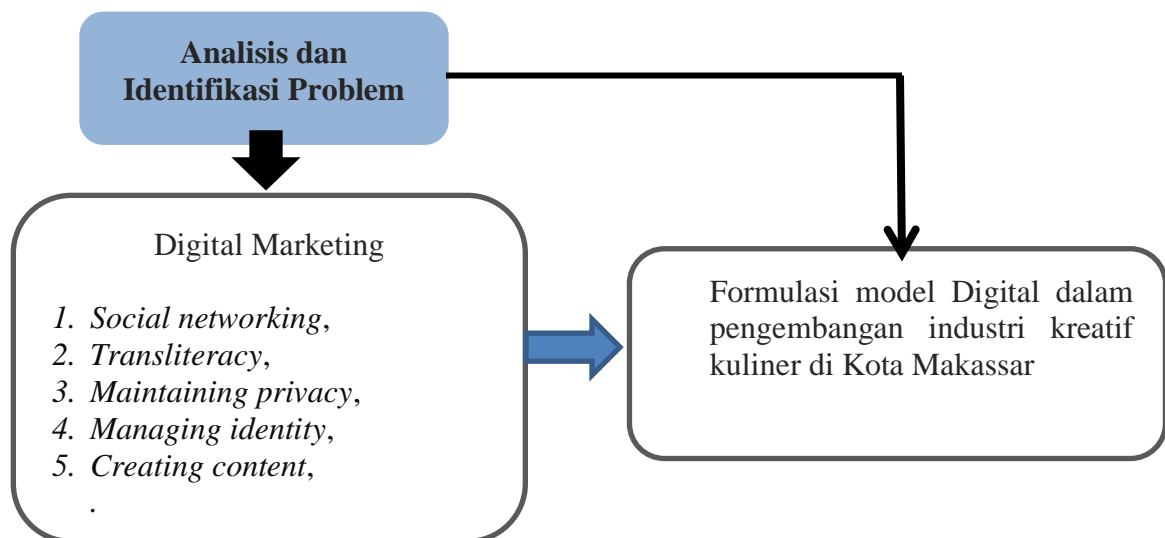 Analisis dan
Identifikasi Problem
Digital Marketing
1. Social networking,
2. Transliteracy,
3. Maintaining privacy,
4. Managing identity,
5. Creating content,
.
Formulasi model Digital dalam
pengembangan industri kreatif
kuliner di Kota Makassar